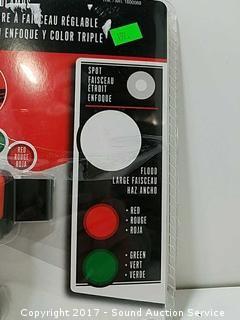 RE À FAISCEAU RÉGLABLE
ENFOQUE Y COLOR TRIPLE
SPOT
FAISCEAU
ÉTROIT
ENFOQUE
RED
ROUGE
ROJA
FLOOD
LARGE FAISCEAU
HAZ ANCHO
• RED
• ROUGE
• ROJA
• GREEN
• VERT
• VERDE
Copyright 2017 - Sound Auction Service